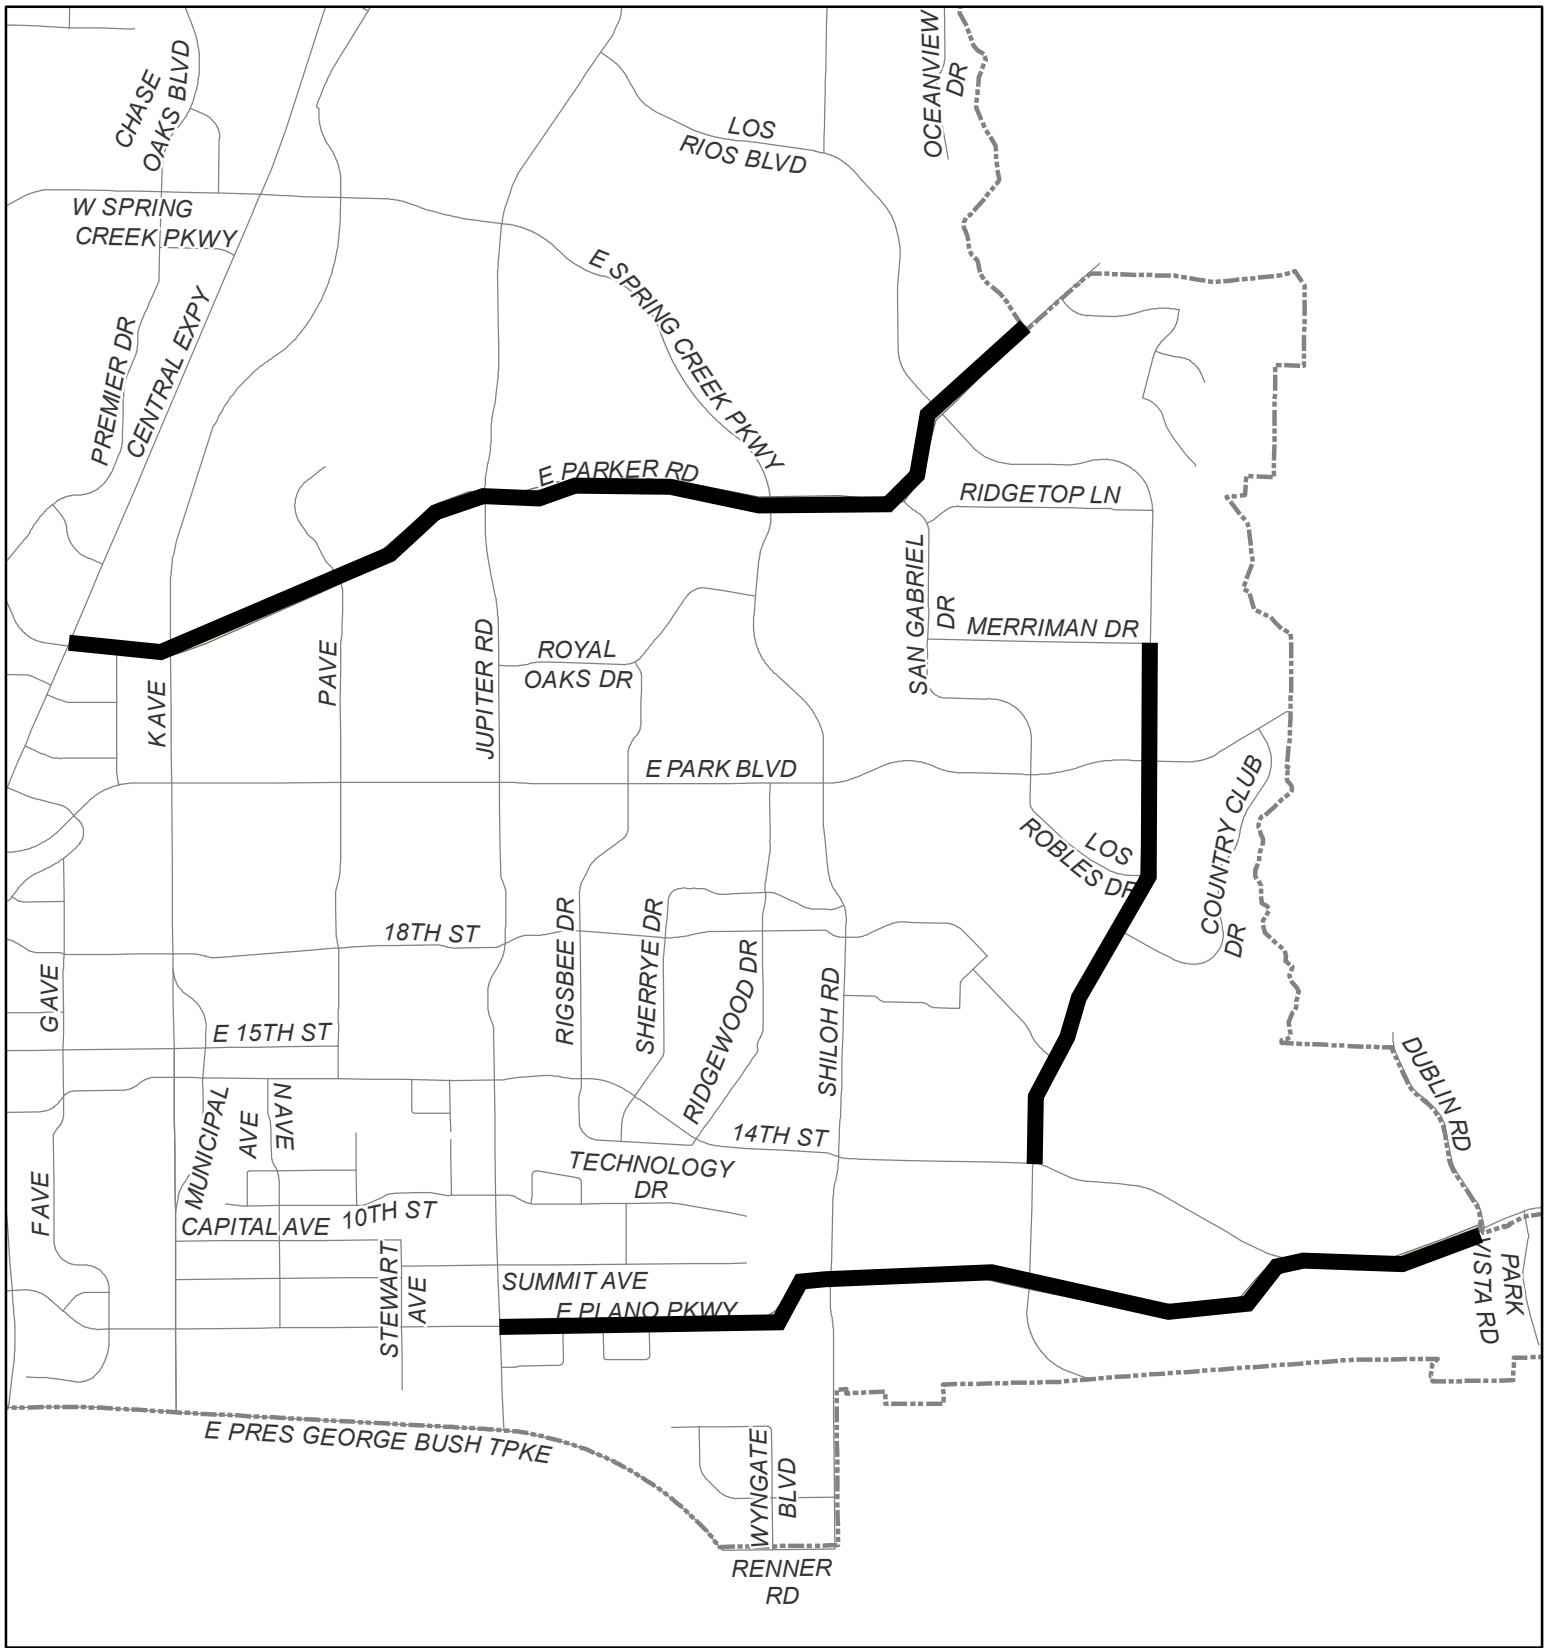 CHASE
OAKS BLVD
OCEANVIEW
DR
LOS
RIOS BLVD
W SPRING
CREEK PKWY
E SPRING CREEK PKWY
PREMIER DR
CENTRAL EXPY
E PARKER RD
RIDGETOP LN
SAN GABRIEL
DR
MERRIMAN DR
K AVE
P AVE
JUPITER RD
ROYAL
OAKS DR
E PARK BLVD
LOS
ROBLES DR
COUNTRY CLUB
DR
18TH ST
G AVE
RIGSBEE DR
SHERRYE DR
RIDGEWOOD DR
SHILOH RD
E 15TH ST
DUBLIN RD
MUNICIPAL
AVE
N AVE
14TH ST
TECHNOLOGY
DR
F AVE
CAPITAL AVE
10TH ST
STEWART
AVE
SUMMIT AVE
E PLANO PKWY
PARK
VISTA RD
E PRES GEORGE BUSH TPKE
WYNGATE
BLVD
RENNER
RD